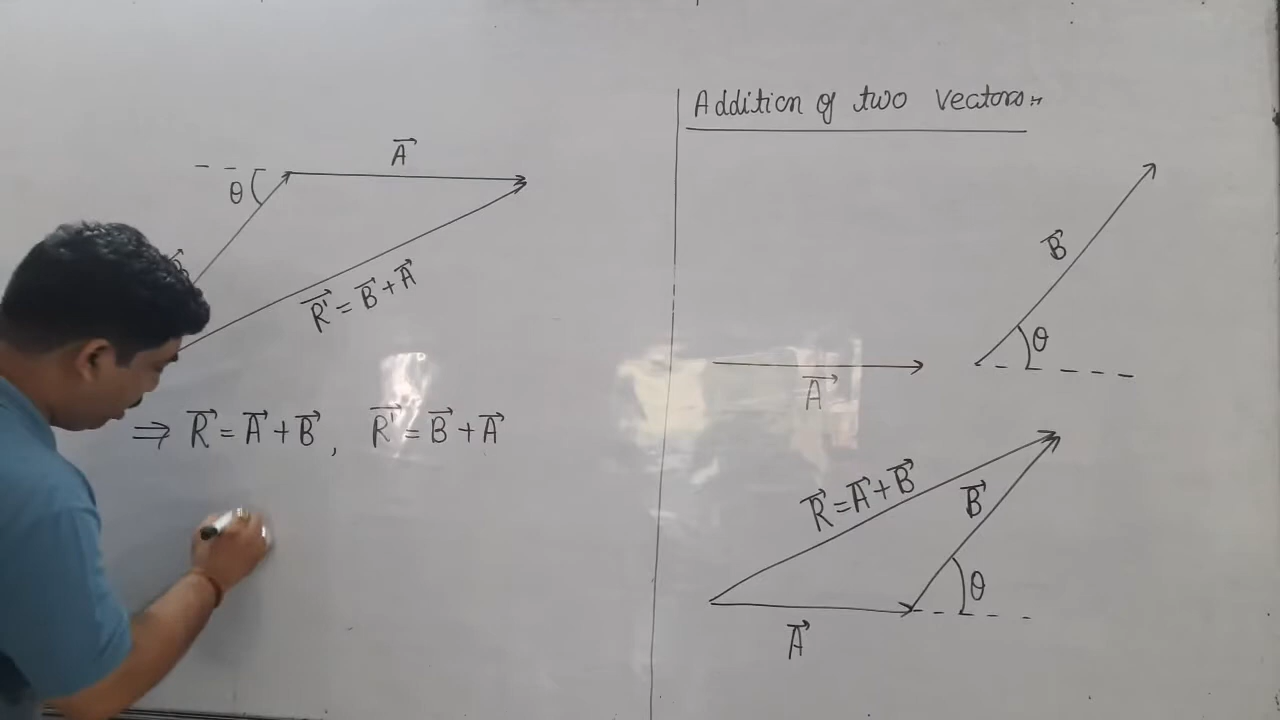 Addition of two vectors:-
A⃗
θ
R⃗' = B⃗ + A⃗
⇒ R⃗ = A⃗ + B⃗ , R⃗' = B⃗ + A⃗
B⃗
θ
A⃗
R⃗ = A⃗ + B⃗
B⃗
θ
A⃗